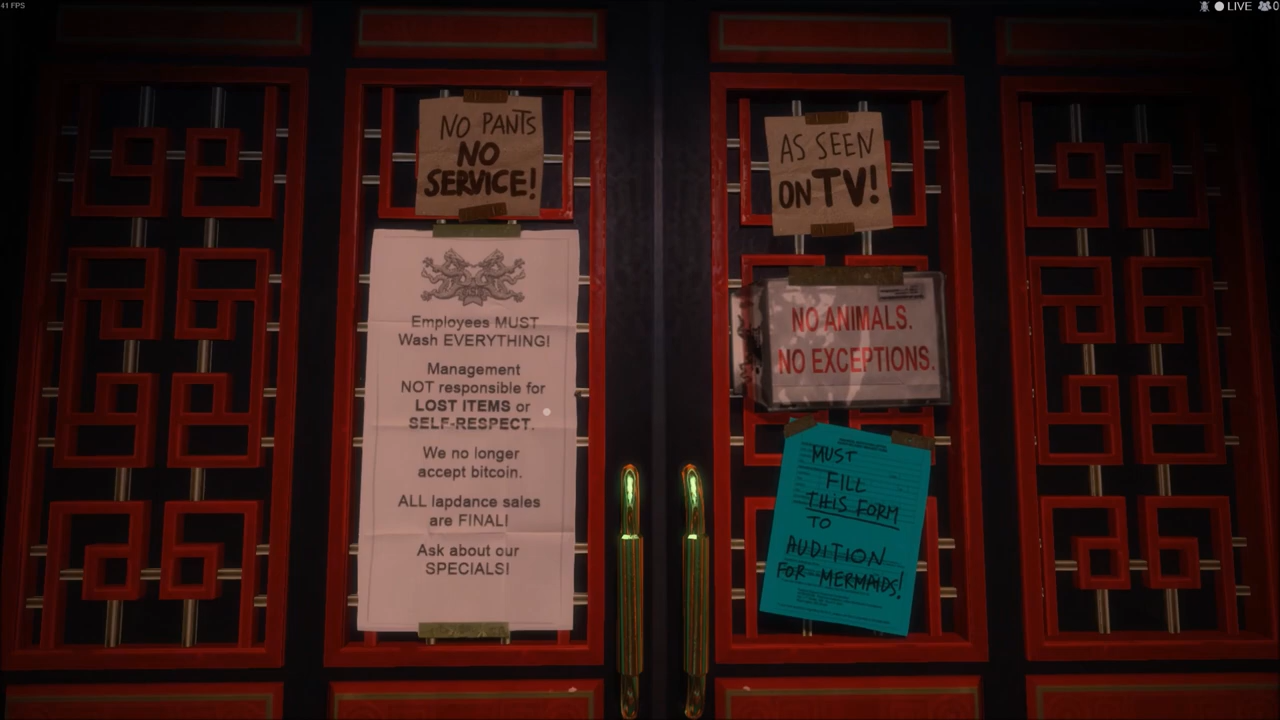 41 FPS
LIVE 0
NO PANTS
NO
SERVICE!
Employees MUST
Wash EVERYTHING!
Management
NOT responsible for
LOST ITEMS or
SELF-RESPECT.
We no longer
accept bitcoin.
ALL lapdance sales
are FINAL!
Ask about our
SPECIALS!
AS SEEN
ON TV!
NO ANIMALS.
NO EXCEPTIONS.
MUST
FILL
THIS FORM
TO
AUDITION
FOR MERMAIDS!